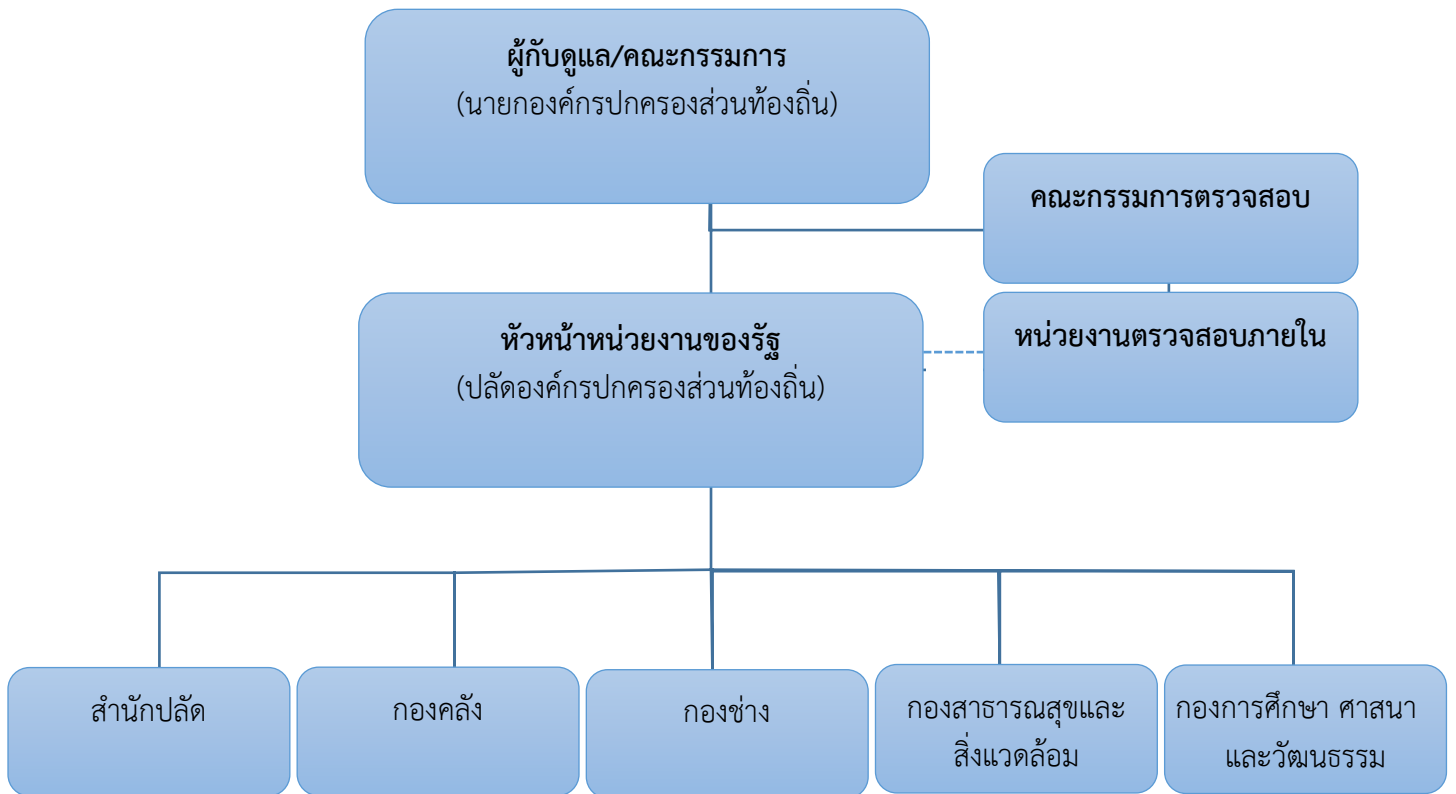 ผู้กับดูแล/คณะกรรมการ
(นายกองค์กรปกครองส่วนท้องถิ่น)
คณะกรรมการตรวจสอบ
หัวหน้าหน่วยงานของรัฐ
(ปลัดองค์กรปกครองส่วนท้องถิ่น)
หน่วยงานตรวจสอบภายใน
สำนักปลัด
กองคลัง
กองช่าง
กองสาธารณสุขและ
สิ่งแวดล้อม
กองการศึกษา ศาสนา
และวัฒนธรรม